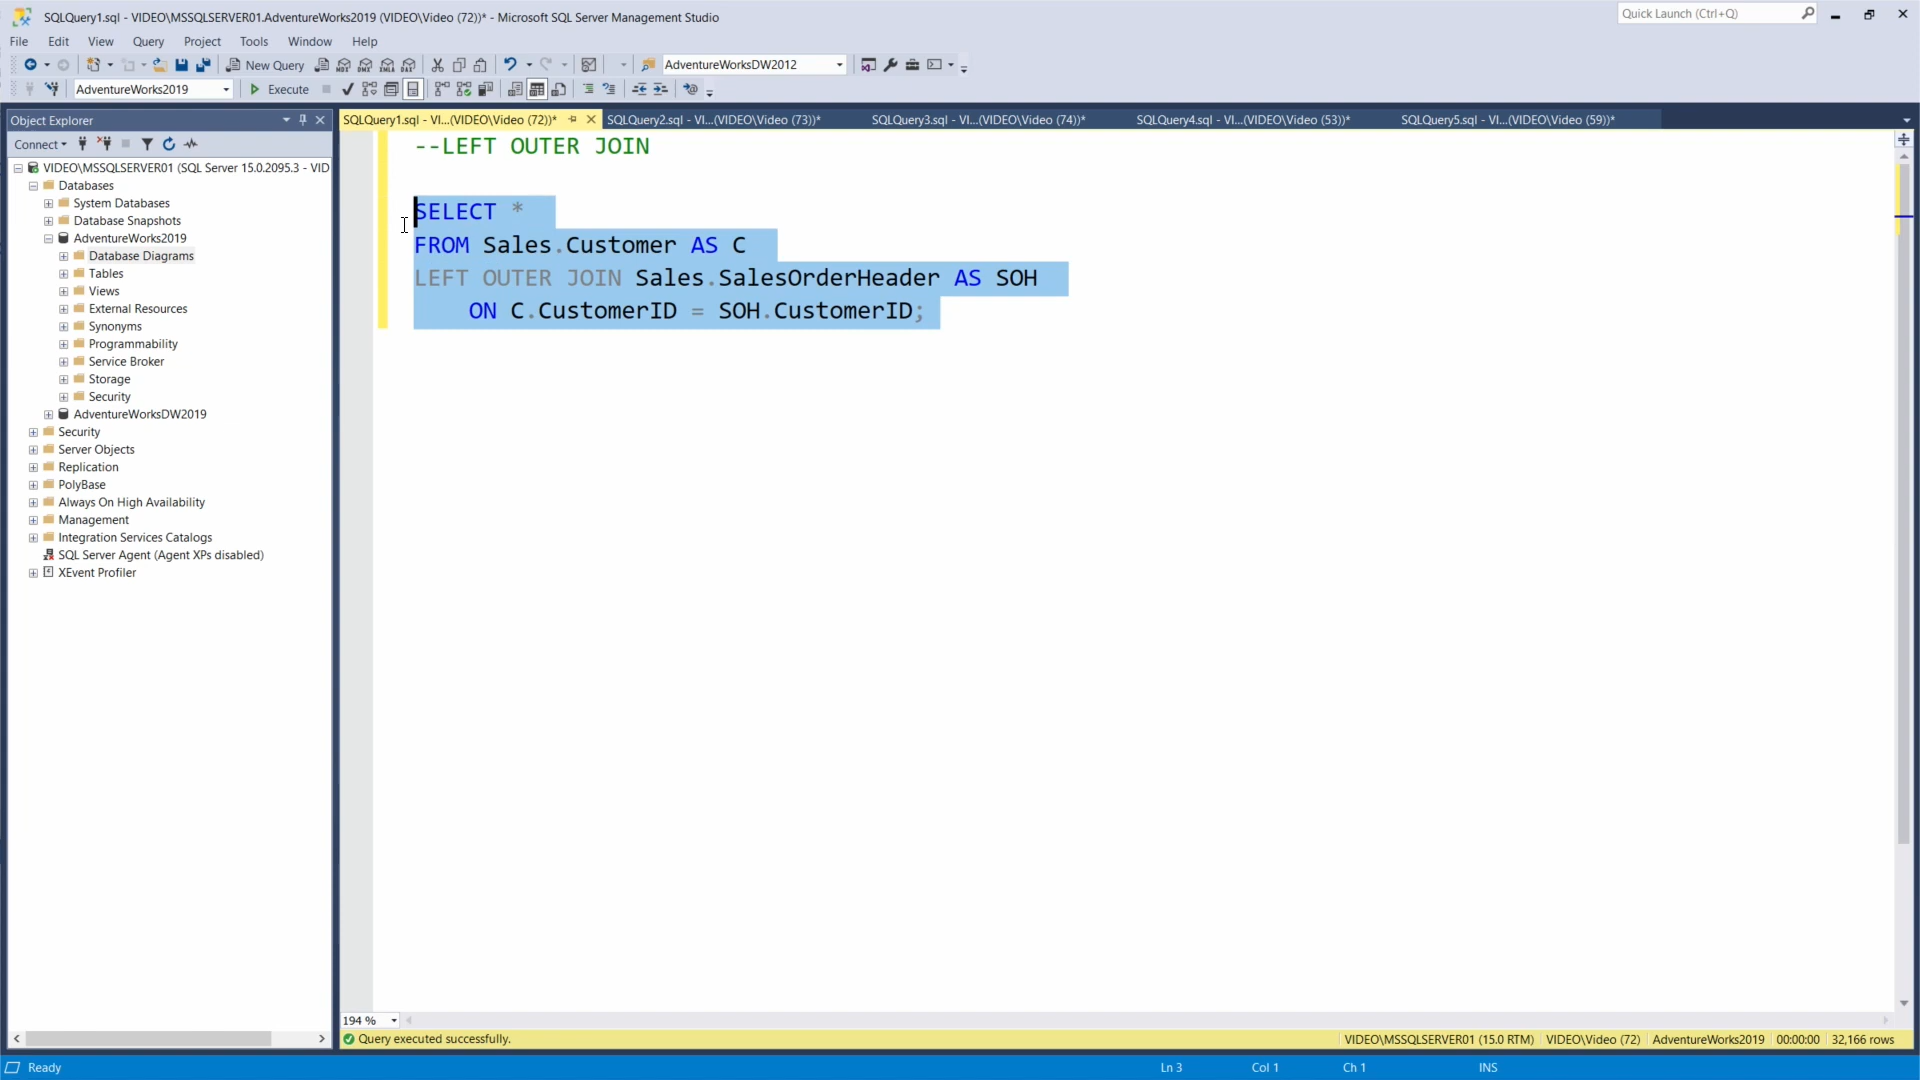 SQLQuery1.sql - VIDEO\MSSQLSERVER01.AdventureWorks2019 (VIDEO\Video (72))* - Microsoft SQL Server Management Studio
Quick Launch (Ctrl+Q)
File Edit View Query Project Tools Window Help
New Query AdventureWorksDW2012
AdventureWorks2019 Execute
Object Explorer
SQLQuery1.sql - VI...(VIDEO\Video (72))* SQLQuery2.sql - VI...(VIDEO\Video (73))* SQLQuery3.sql - VI...(VIDEO\Video (74))* SQLQuery4.sql - VI...(VIDEO\Video (53))* SQLQuery5.sql - VI...(VIDEO\Video (59))*
Connect
VIDEO\MSSQLSERVER01 (SQL Server 15.0.2095.3 - VID
Databases
System Databases
Database Snapshots
AdventureWorks2019
Database Diagrams
Tables
Views
External Resources
Synonyms
Programmability
Service Broker
Storage
Security
AdventureWorksDW2019
Security
Server Objects
Replication
PolyBase
Always On High Availability
Management
Integration Services Catalogs
SQL Server Agent (Agent XPs disabled)
XEvent Profiler
--LEFT OUTER JOIN
SELECT *
FROM Sales.Customer AS C
LEFT OUTER JOIN Sales.SalesOrderHeader AS SOH
ON C.CustomerID = SOH.CustomerID;
194 %
Query executed successfully. VIDEO\MSSQLSERVER01 (15.0 RTM) VIDEO\Video (72) AdventureWorks2019 00:00:00 32,166 rows
Ready Ln 3 Col 1 Ch 1 INS